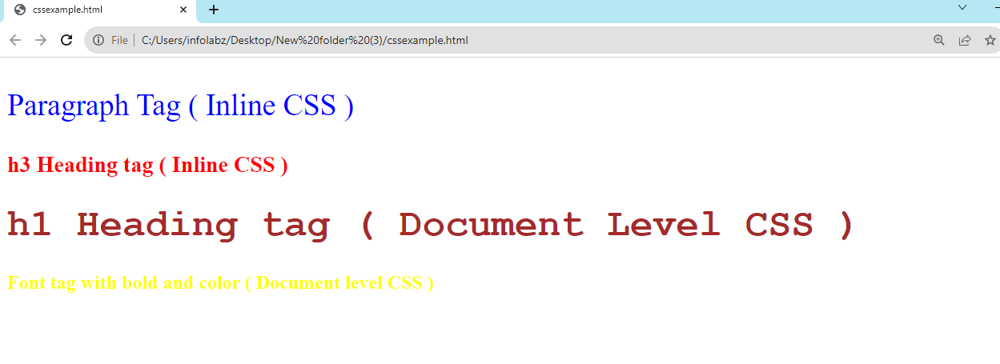 cssexample.html
File C:/Users/infolabz/Desktop/New%20folder%20(3)/cssexample.html
Paragraph Tag ( Inline CSS )
h3 Heading tag ( Inline CSS )
h1 Heading tag ( Document Level CSS )
Font tag with bold and color ( Document level CSS )